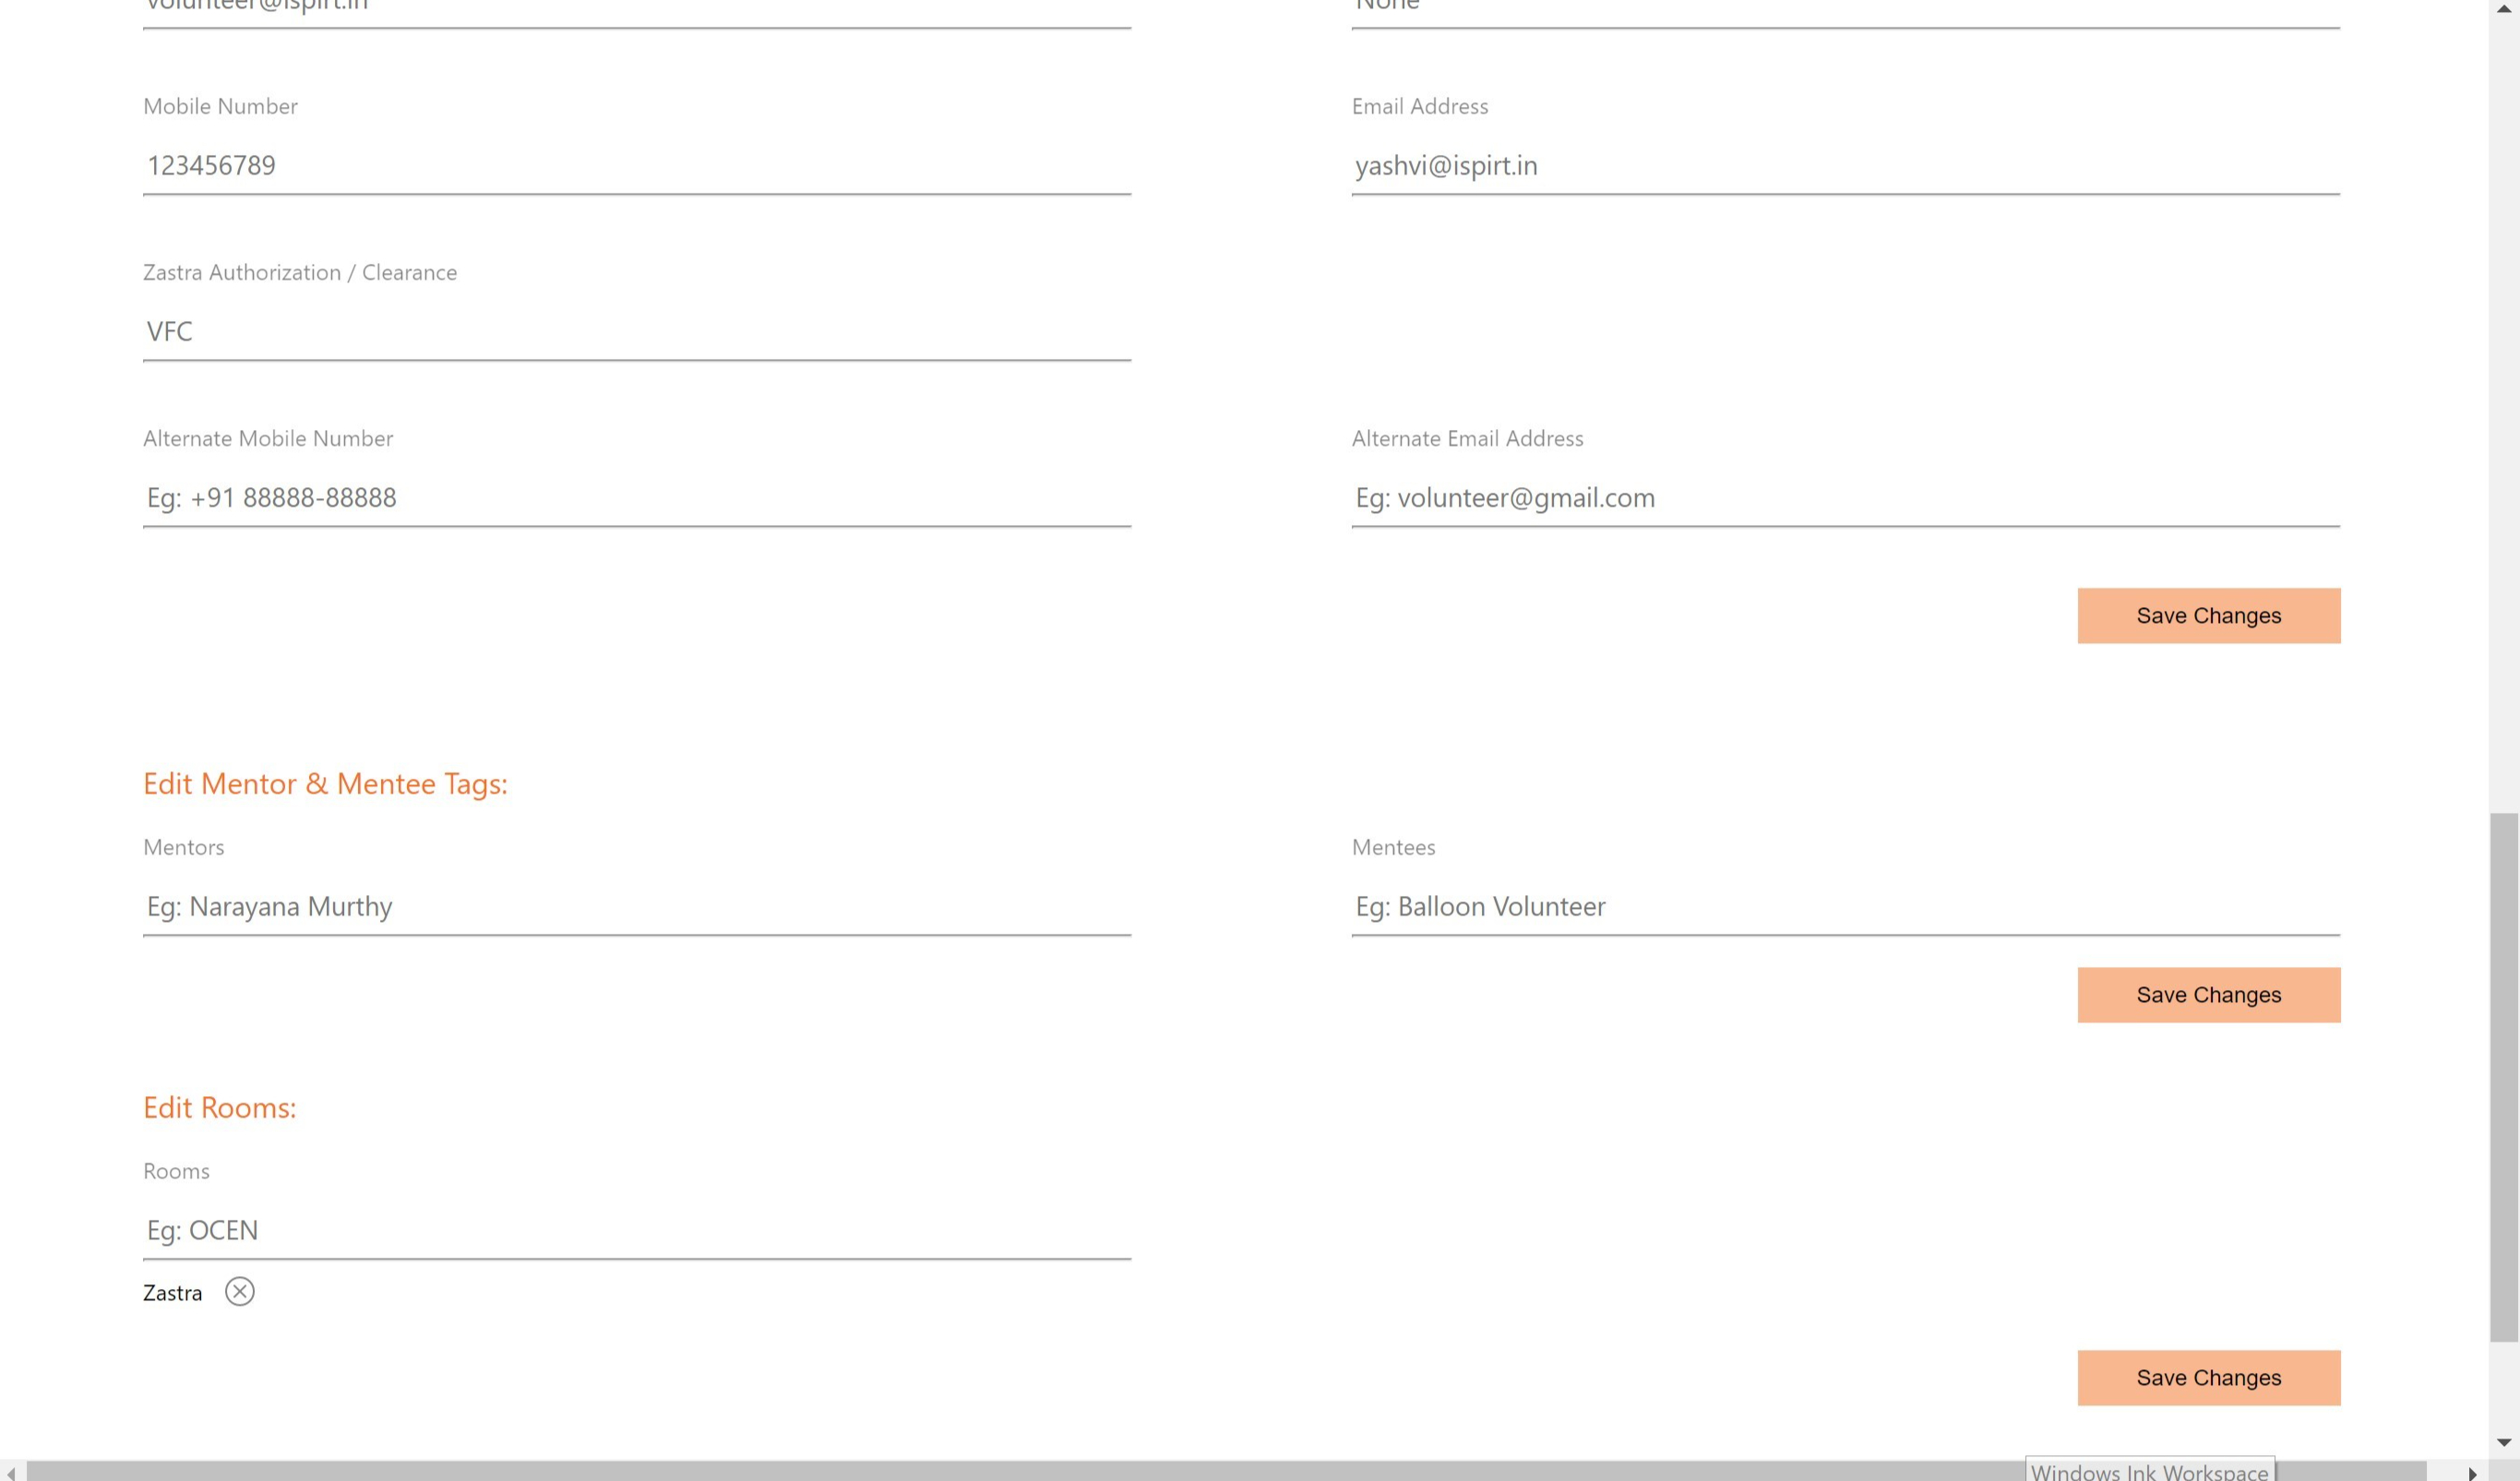 volunteer@ispirt.in
None
Mobile Number
Email Address
123456789
yashvi@ispirt.in
Zastra Authorization / Clearance
VFC
Alternate Mobile Number
Alternate Email Address
Eg: +91 88888-88888
Eg: volunteer@gmail.com
Save Changes
Edit Mentor & Mentee Tags:
Mentors
Mentees
Eg: Narayana Murthy
Eg: Balloon Volunteer
Save Changes
Edit Rooms:
Rooms
Eg: OCEN
Zastra
Save Changes
Windows Ink Workspace